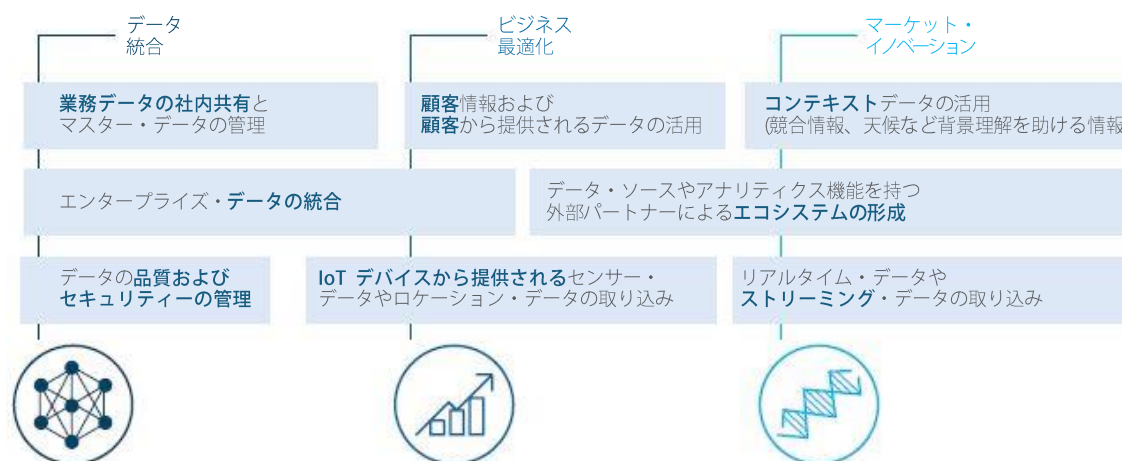 データ
統合
ビジネス
最適化
マーケット・
イノベーション
業務データの社内共有と
マスター・データの管理
顧客情報および
顧客から提供されるデータの活用
コンテキストデータの活用
(競合情報、天候など背景理解を助ける情報
エンタープライズ・データの統合
データ・ソースやアナリティクス機能を持つ
外部パートナーによるエコシステムの形成
データの品質および
セキュリティーの管理
IoT デバイスから提供されるセンサー・
データやロケーション・データの取り込み
リアルタイム・データや
ストリーミング・データの取り込み